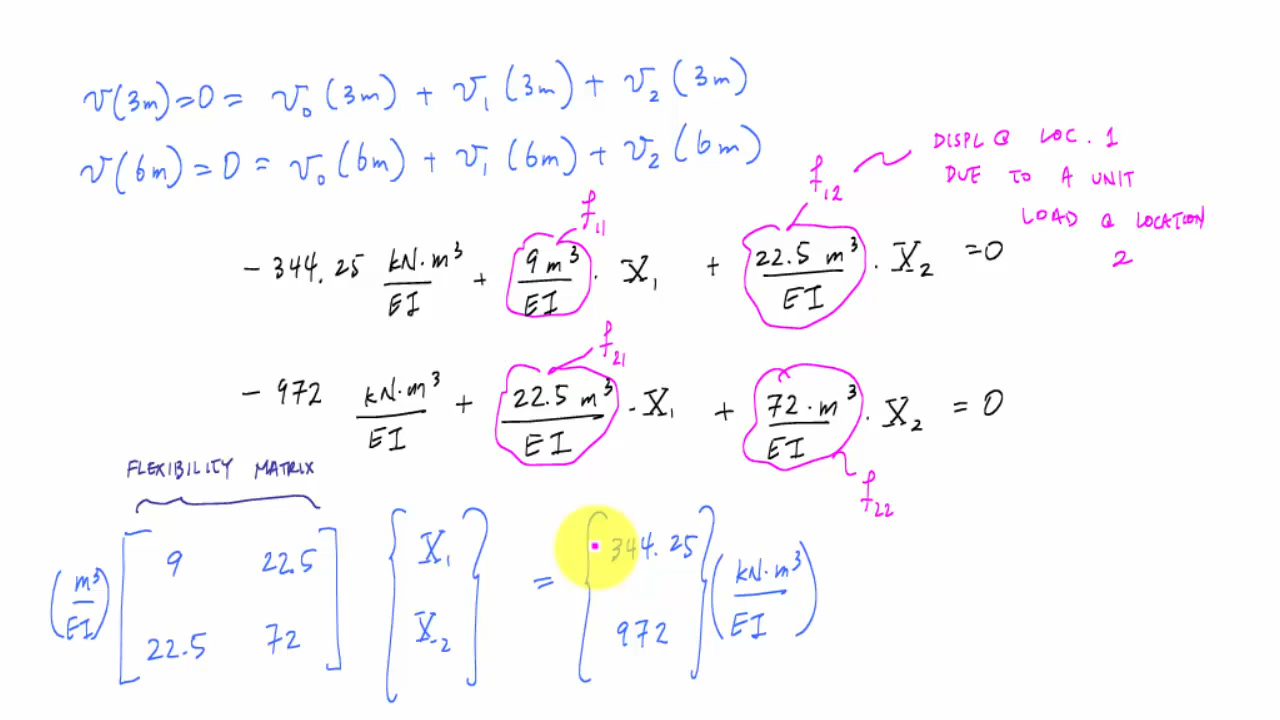 v(3m)=0= v₀(3m) + v₁(3m) + v₂(3m)
v(6m)=0= v₀(6m) + v₁(6m) + v₂(6m)
DISPL @ LOC. 1
DUE TO A UNIT
LOAD @ LOCATION
2
f₁₁
f₁₂
-344.25 kN·m³/EI + 9m³/EI · X₁ + 22.5 m³/EI · X₂ =0
f₂₁
-972 kN·m³/EI + 22.5 m³/EI · X₁ + 72·m³/EI · X₂ = 0
f₂₂
FLEXIBILITY MATRIX
(m³/EI) [9 22.5
22.5 72] {X₁
X₂} = {344.25
972} (kN·m³/EI)